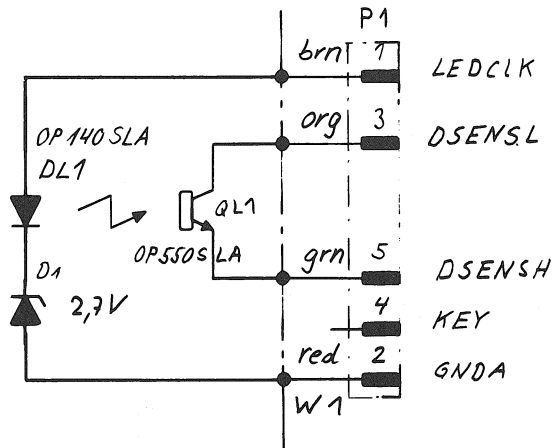 P1
brn 1 LEDCLK
OP140SLA
org 3 DSENSL
DL1
QL1
OP550SLA
grn 5 DSENSH
D1
2,7V
4 KEY
red 2 GNDA
W1